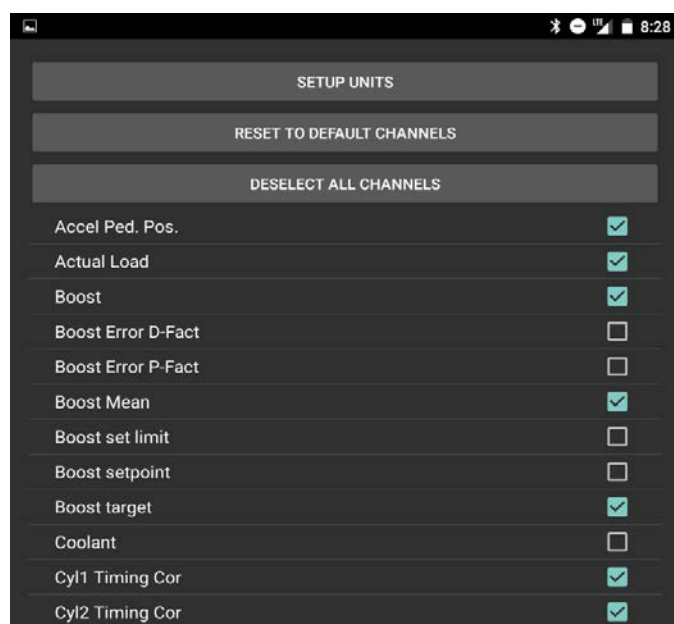 LTE 8:28
SETUP UNITS
RESET TO DEFAULT CHANNELS
DESELECT ALL CHANNELS
Accel Ped. Pos.
Actual Load
Boost
Boost Error D-Fact
Boost Error P-Fact
Boost Mean
Boost set limit
Boost setpoint
Boost target
Coolant
Cyl1 Timing Cor
Cyl2 Timing Cor